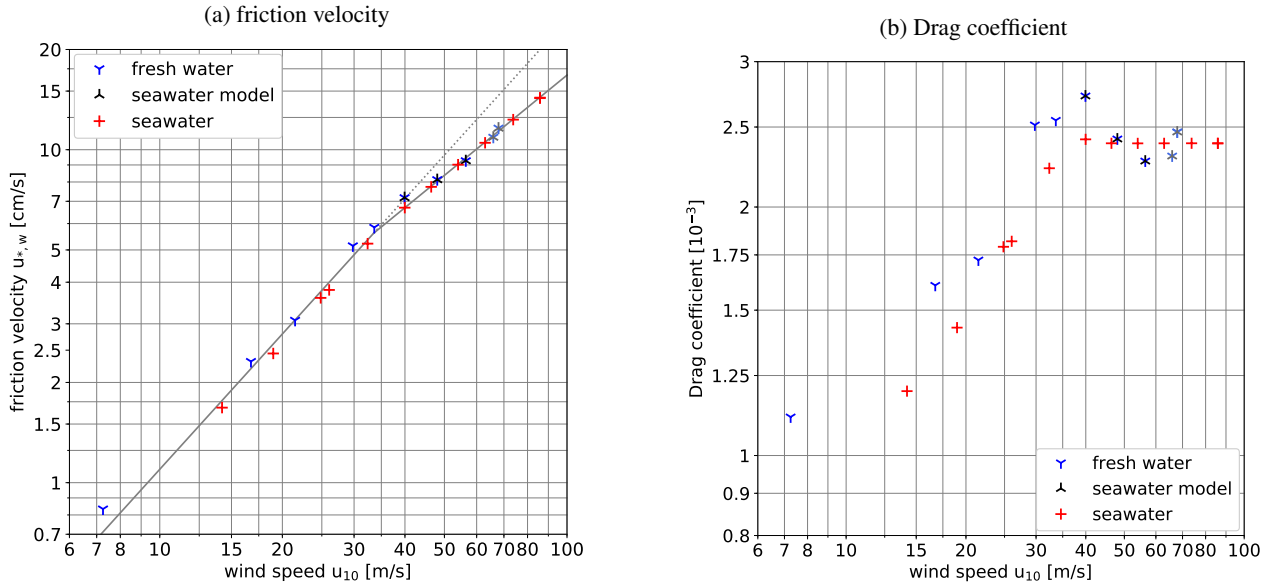 (a) friction velocity
20
15
10
7
5
4
3
2.5
2
1.5
1
0.7
friction velocity u*, w [cm/s]
fresh water
seawater model
seawater
6 7 8 10 15 20 30 40 50 60 70 80 100
wind speed u10 [m/s]
(b) Drag coefficient
3
2.5
2
1.75
1.5
1.25
1
0.9
0.8
Drag coefficient [10−3]
fresh water
seawater model
seawater
6 7 8 10 15 20 30 40 50 60 70 80 100
wind speed u10 [m/s]